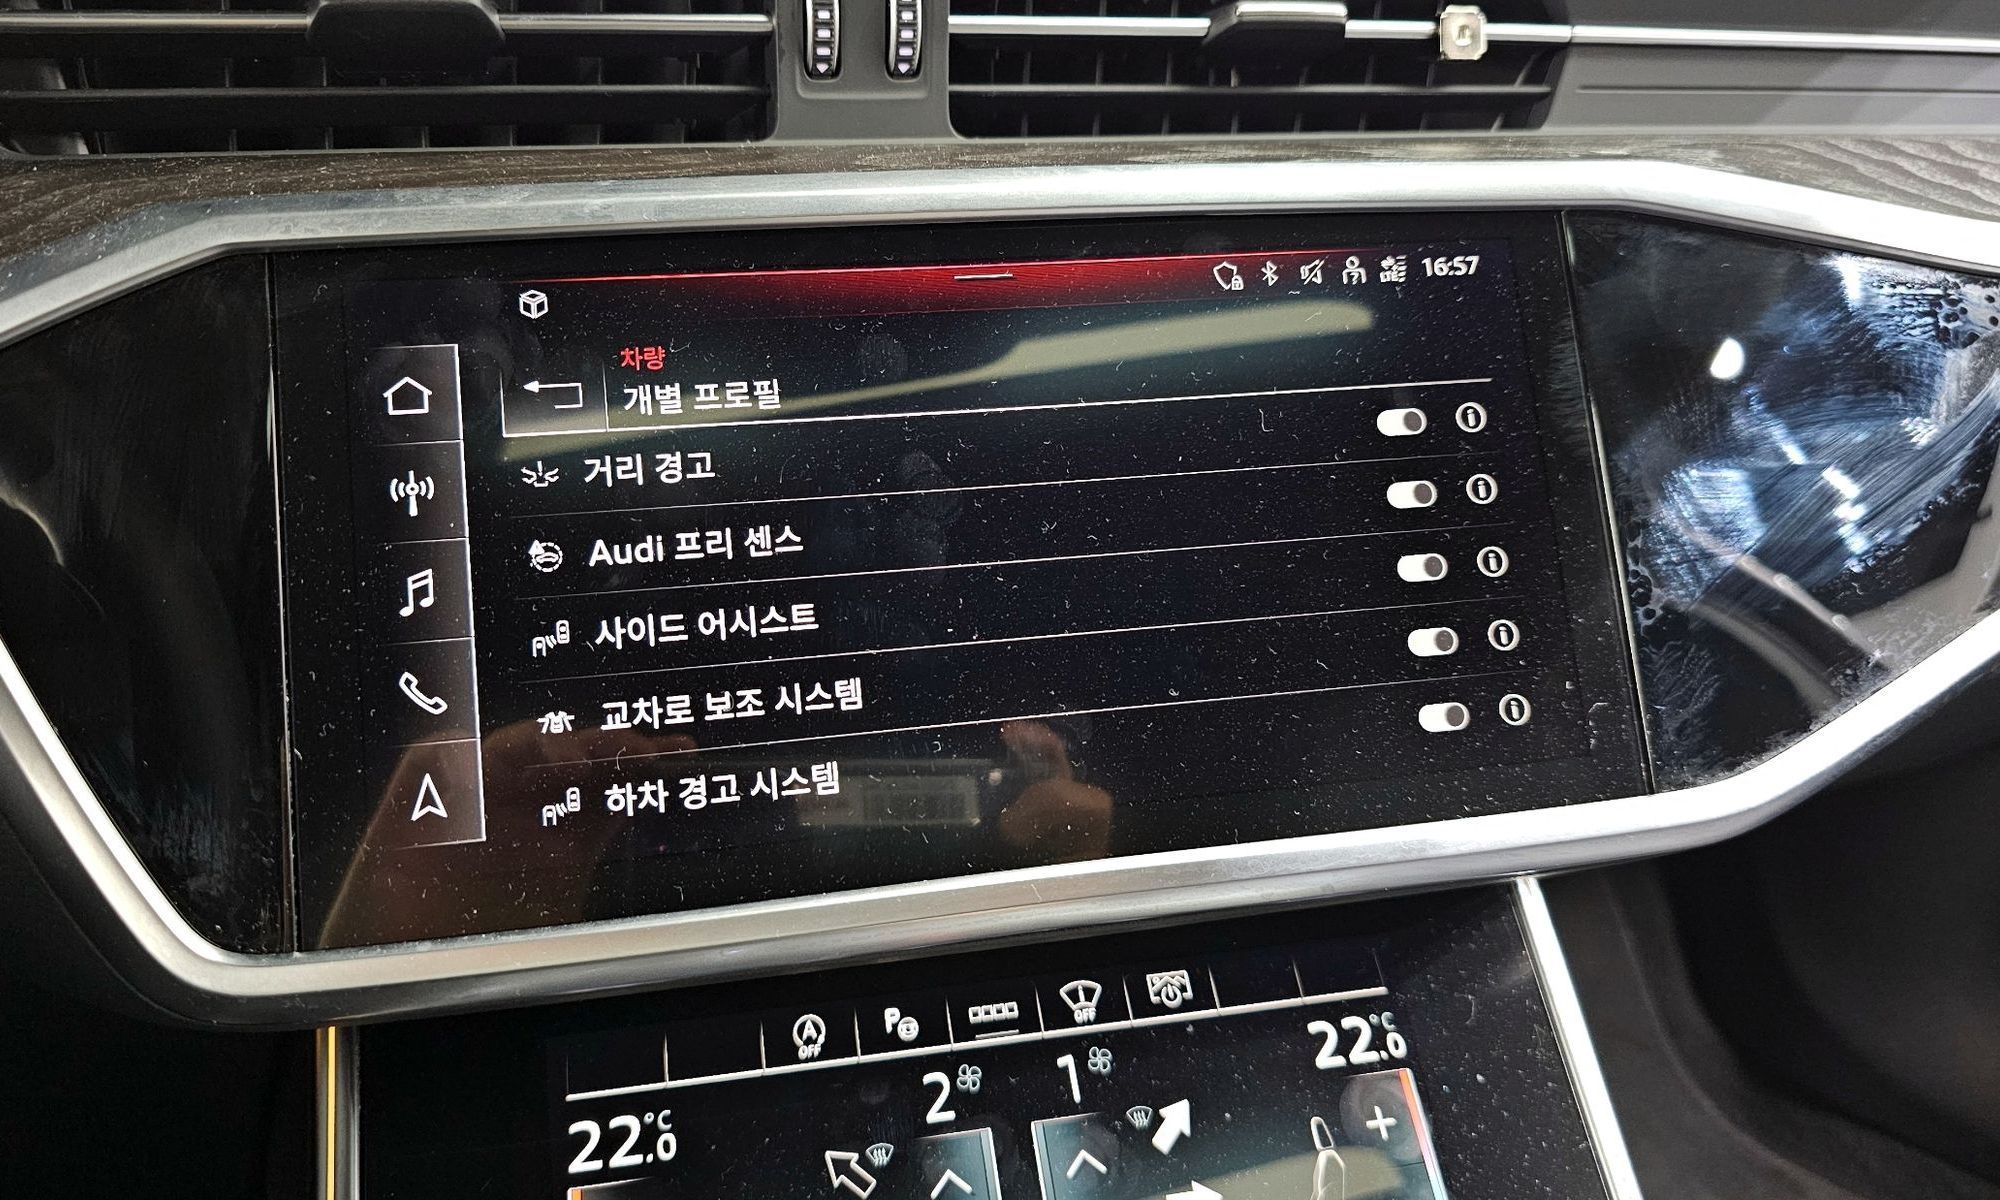 16:57
차량
개별 프로필
거리 경고
Audi 프리 센스
사이드 어시스트
교차로 보조 시스템
하차 경고 시스템
A OFF
P
OFF
22.0 °C
2
1
22.0 °C